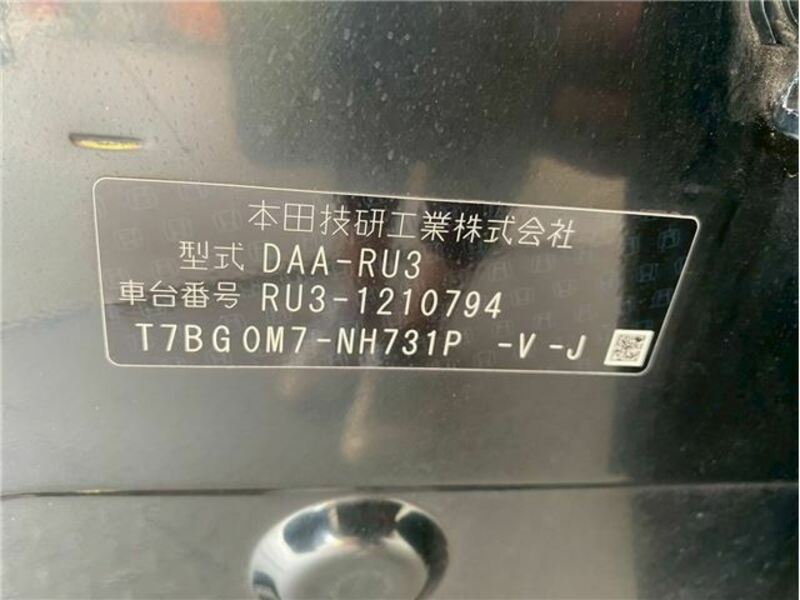 本田技研工業株式会社
型式 DAA-RU3
車台番号 RU3-1210794
T7BG0M7-NH731P -V-J